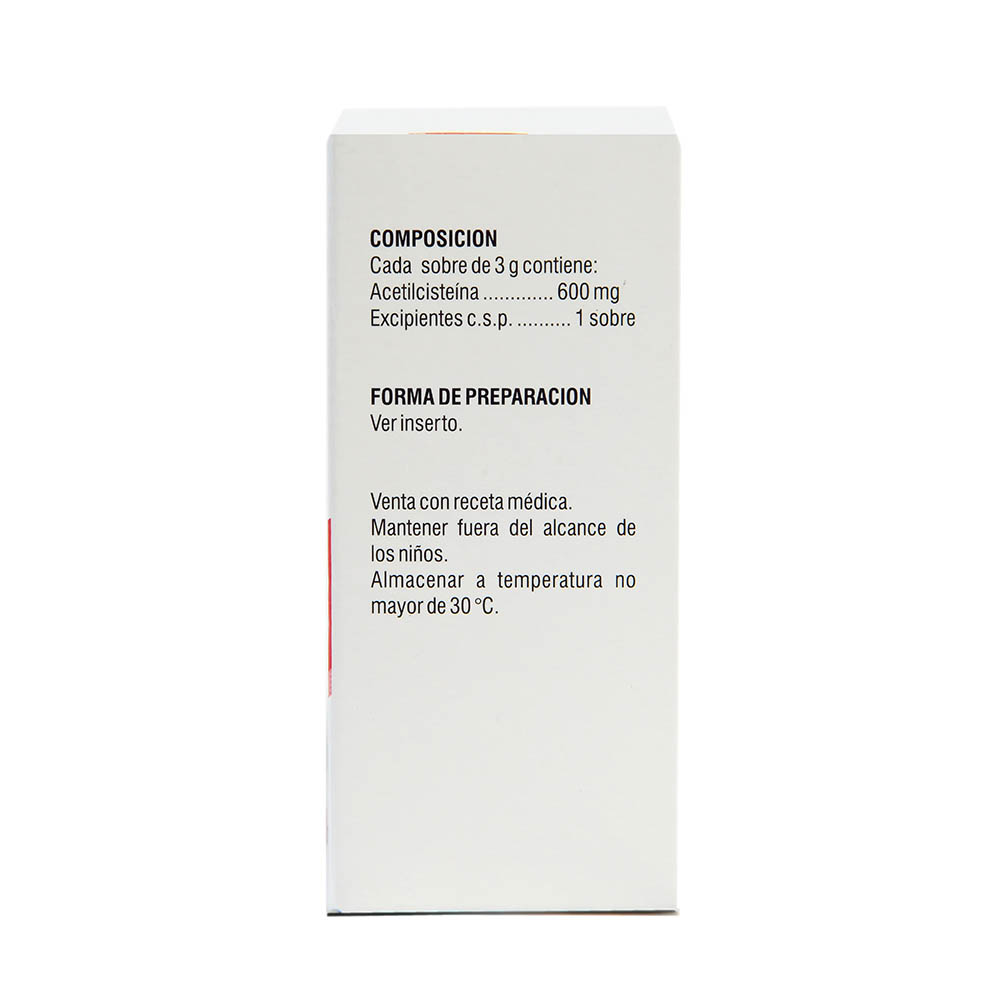 COMPOSICION
Cada sobre de 3 g contiene:
Acetilcisteína ............. 600 mg
Excipientes c.s.p. .......... 1 sobre
FORMA DE PREPARACION
Ver inserto.
Venta con receta médica.
Mantener fuera del alcance de
los niños.
Almacenar a temperatura no
mayor de 30 °C.